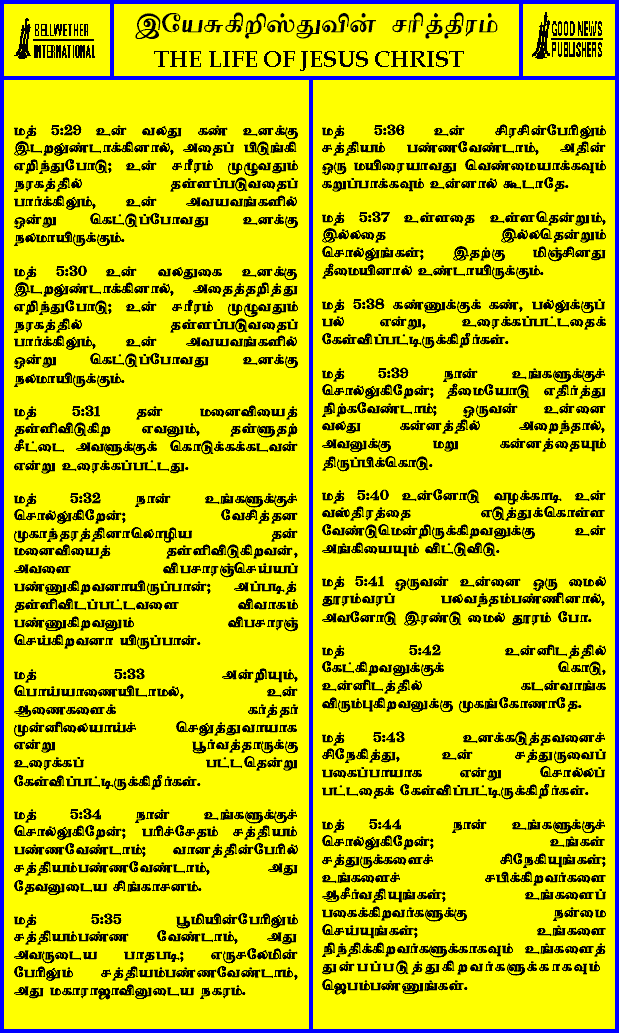 BELLWETHER
INTERNATIONAL
இயேசுகிறிஸ்துவின் சரித்திரம்
THE LIFE OF JESUS CHRIST
GOOD NEWS
PUBLISHERS
மத் 5:29 உன் வலது கண் உனக்கு
இடறலுண்டாக்கினால், அதைப் பிடுங்கி
எறிந்துபோடு; உன் சரீரம் முழுவதும்
நரகத்தில் தள்ளப்படுவதைப்
பார்க்கிலும், உன் அவயவங்களில்
ஒன்று கெட்டுப்போவது உனக்கு
நலமாயிருக்கும்.
மத் 5:30 உன் வலதுகை உனக்கு
இடறலுண்டாக்கினால், அதைத்தறித்து
எறிந்துபோடு; உன் சரீரம் முழுவதும்
நரகத்தில் தள்ளப்படுவதைப்
பார்க்கிலும், உன் அவயவங்களில்
ஒன்று கெட்டுப்போவது உனக்கு
நலமாயிருக்கும்.
மத் 5:31 தன் மனைவியைத்
தள்ளிவிடுகிற எவனும், தள்ளுதற்
சீட்டை அவளுக்குக் கொடுக்கக்கடவன்
என்று உரைக்கப்பட்டது.
மத் 5:32 நான் உங்களுக்குச்
சொல்லுகிறேன்; வேசித்தன
முகாந்தரத்தினாலொழிய தன்
மனைவியைத் தள்ளிவிடுகிறவன்,
அவளை விபசாரஞ்செய்யப்
பண்ணுகிறவனாயிருப்பான்; அப்படித்
தள்ளிவிடப்பட்டவளை விவாகம்
பண்ணுகிறவனும் விபசாரஞ்
செய்கிறவனா யிருப்பான்.
மத் 5:33 அன்றியும்,
பொய்யாணையிடாமல், உன்
ஆணைகளைக் கர்த்தர்
முன்னிலையாய்ச் செலுத்துவாயாக
என்று பூர்வத்தாருக்கு
உரைக்கப் பட்டதென்று
கேள்விப்பட்டிருக்கிறீர்கள்.
மத் 5:34 நான் உங்களுக்குச்
சொல்லுகிறேன்; பரிச்சேதம் சத்தியம்
பண்ணவேண்டாம்; வானத்தின்பேரில்
சத்தியம்பண்ணவேண்டாம், அது
தேவனுடைய சிங்காசனம்.
மத் 5:35 பூமியின்பேரிலும்
சத்தியம்பண்ண வேண்டாம், அது
அவருடைய பாதபடி; எருசலேமின்
பேரிலும் சத்தியம்பண்ணவேண்டாம்,
அது மகாராஜாவினுடைய நகரம்.
மத் 5:36 உன் சிரசின்பேரிலும்
சத்தியம் பண்ணவேண்டாம், அதின்
ஒரு மயிரையாவது வெண்மையாக்கவும்
கறுப்பாக்கவும் உன்னால் கூடாதே.
மத் 5:37 உள்ளதை உள்ளதென்றும்,
இல்லதை இல்லதென்றும்
சொல்லுங்கள்; இதற்கு மிஞ்சினது
தீமையினால் உண்டாயிருக்கும்.
மத் 5:38 கண்ணுக்குக் கண், பல்லுக்குப்
பல் என்று, உரைக்கப்பட்டதைக்
கேள்விப்பட்டிருக்கிறீர்கள்.
மத் 5:39 நான் உங்களுக்குச்
சொல்லுகிறேன்; தீமையோடு எதிர்த்து
நிற்கவேண்டாம்; ஒருவன் உன்னை
வலது கன்னத்தில் அறைந்தால்,
அவனுக்கு மறு கன்னத்தையும்
திருப்பிக்கொடு.
மத் 5:40 உன்னோடு வழக்காடி உன்
வஸ்திரத்தை எடுத்துக்கொள்ள
வேண்டுமென்றிருக்கிறவனுக்கு உன்
அங்கியையும் விட்டுவிடு.
மத் 5:41 ஒருவன் உன்னை ஒரு மைல்
தூரம்வரப் பலவந்தம்பண்ணினால்,
அவனோடு இரண்டு மைல் தூரம் போ.
மத் 5:42 உன்னிடத்தில்
கேட்கிறவனுக்குக் கொடு,
உன்னிடத்தில் கடன்வாங்க
விரும்புகிறவனுக்கு முகங்கோணாதே.
மத் 5:43 உனக்கடுத்தவனைச்
சிநேகித்து, உன் சத்துருவைப்
பகைப்பாயாக என்று சொல்லப்
பட்டதைக் கேள்விப்பட்டிருக்கிறீர்கள்.
மத் 5:44 நான் உங்களுக்குச்
சொல்லுகிறேன்; உங்கள்
சத்துருக்களைச் சிநேகியுங்கள்;
உங்களைச் சபிக்கிறவர்களை
ஆசீர்வதியுங்கள்; உங்களைப்
பகைக்கிறவர்களுக்கு நன்மை
செய்யுங்கள்; உங்களை
நிந்திக்கிறவர்களுக்காகவும் உங்களைத்
துன்பப்படுத்துகிறவர்களுக்காகவும்
ஜெபம்பண்ணுங்கள்.